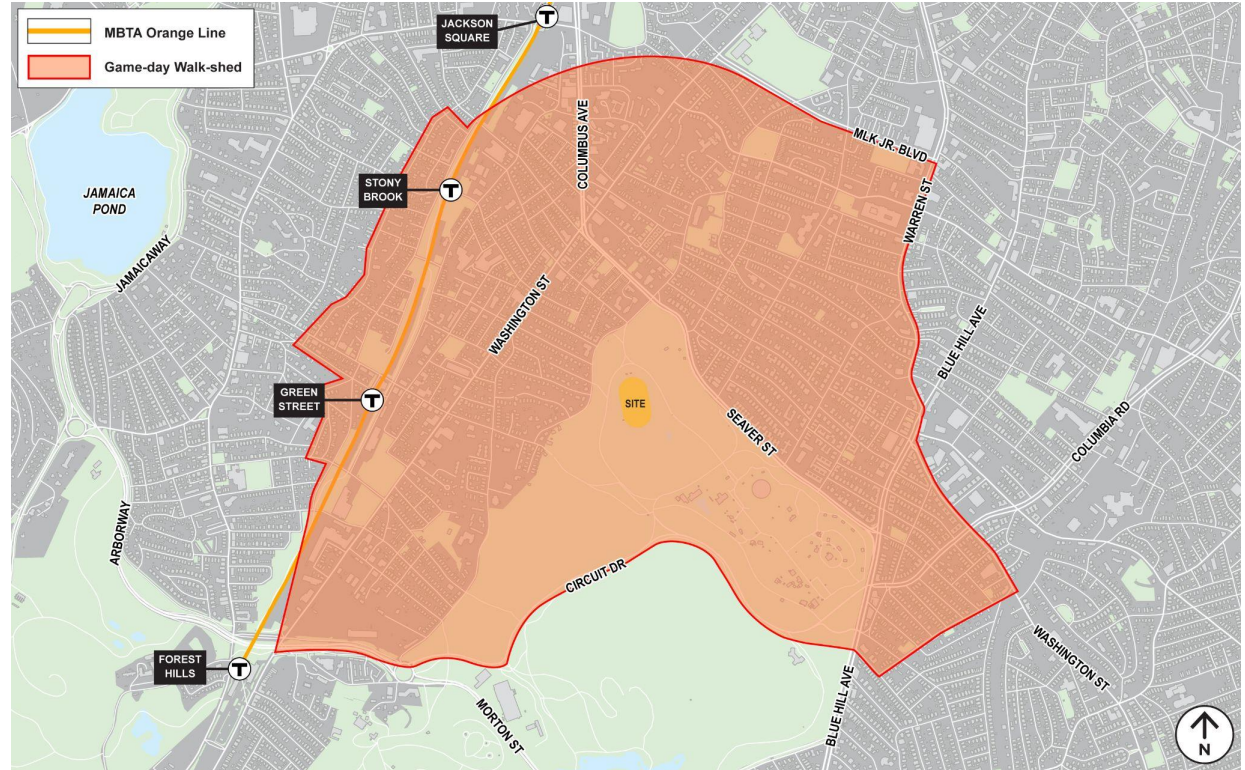 MBTA Orange Line
Game-day Walk-shed
JACKSON
SQUARE
COLUMBUS AVE
MLK JR. BLVD
STONY
BROOK
JAMAICA
POND
WARREN ST
JAMAICAWAY
WASHINGTON ST
BLUE HILL AVE
GREEN
STREET
SITE
SEAVER ST
COLUMBIA RD
ARBORWAY
CIRCUIT DR
WASHINGTON ST
FOREST
HILLS
MORTON ST
BLUE HILL AVE
T
T
T
T
N